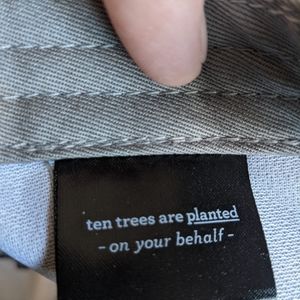 ten trees are planted
- on your behalf -